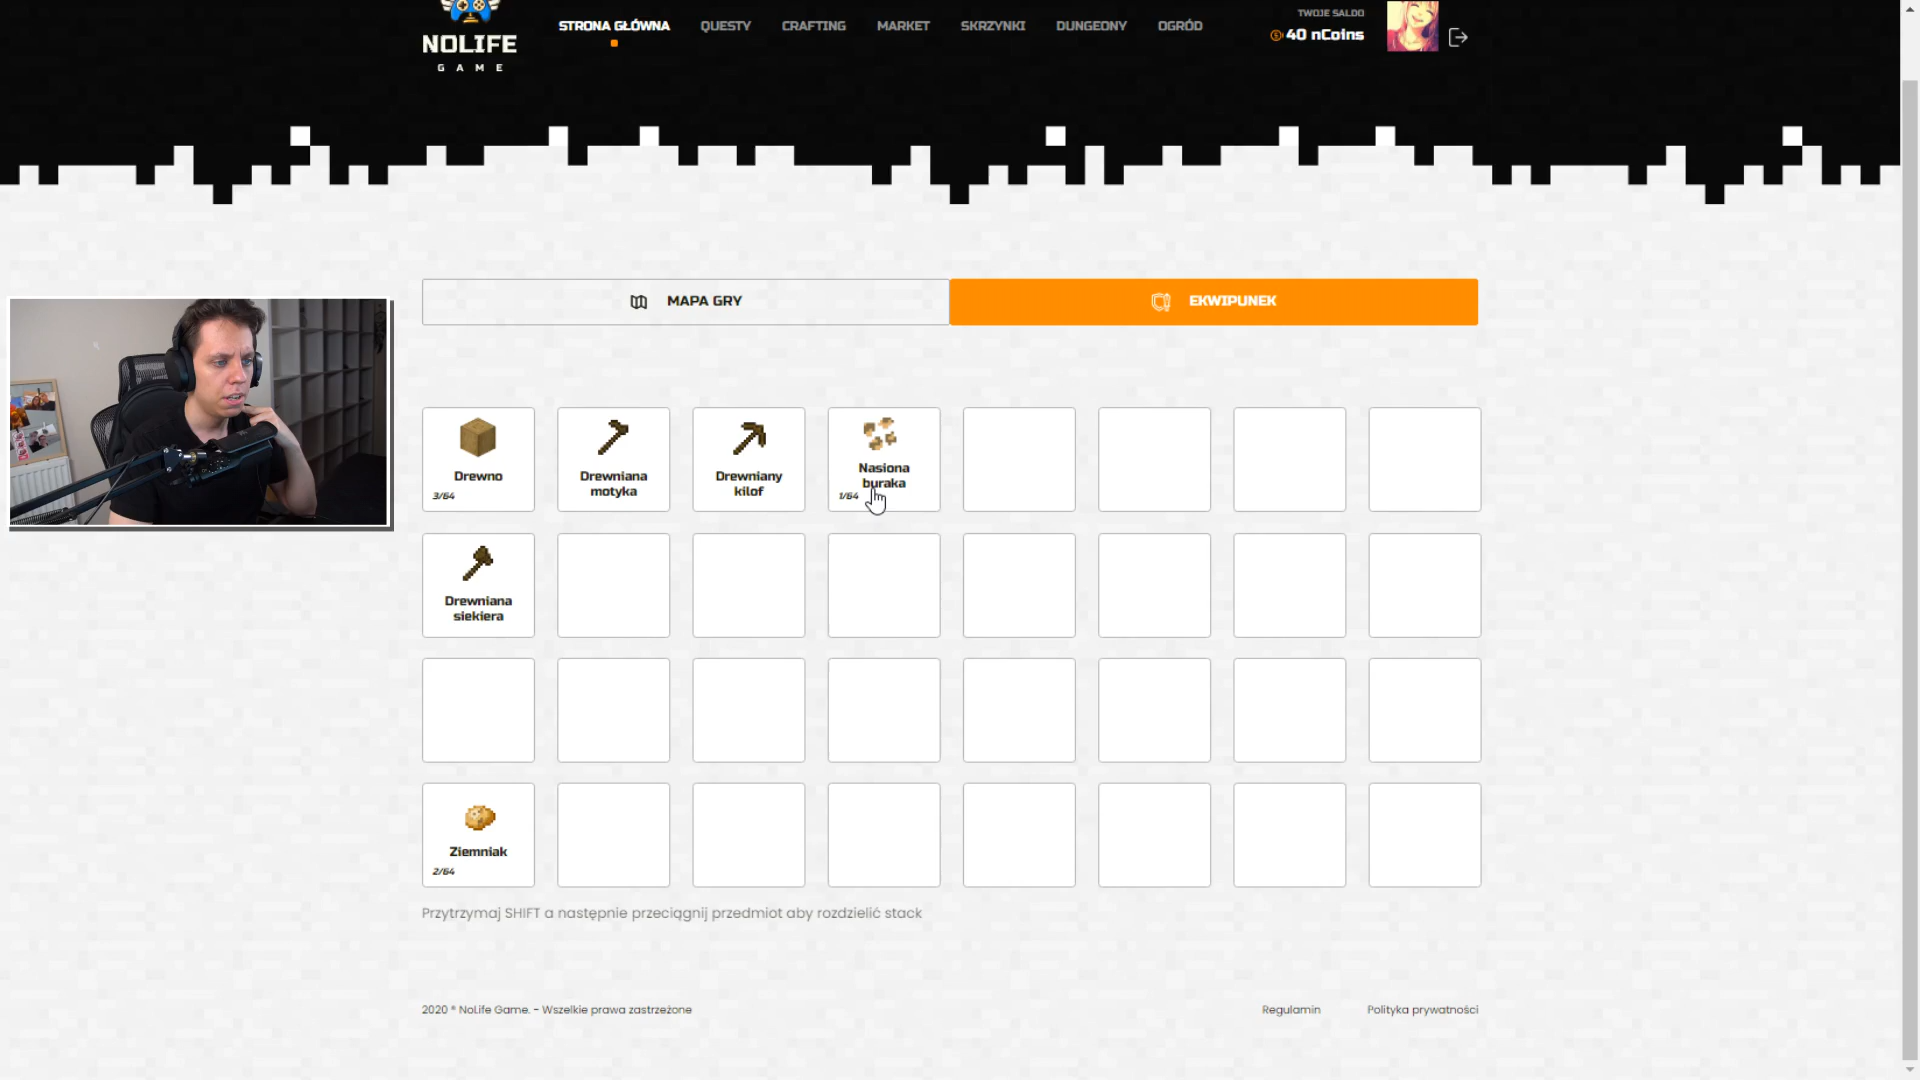 NOLIFE
GAME
STRONA GŁÓWNA
QUESTY
CRAFTING
MARKET
SKRZYNKI
DUNGEONY
OGRÓD
TWOJE SALDO
40 nCoins
MAPA GRY
EKWIPUNEK
Drewno
3/64
Drewniana
motyka
Drewniany
kilof
Nasiona
buraka
1/64
Drewniana
siekiera
Ziemniak
2/64
Przytrzymaj SHIFT a następnie przeciągnij przedmiot aby rozdzielić stack
2020 ® NoLife Game. - Wszelkie prawa zastrzeżone
Regulamin
Polityka prywatności